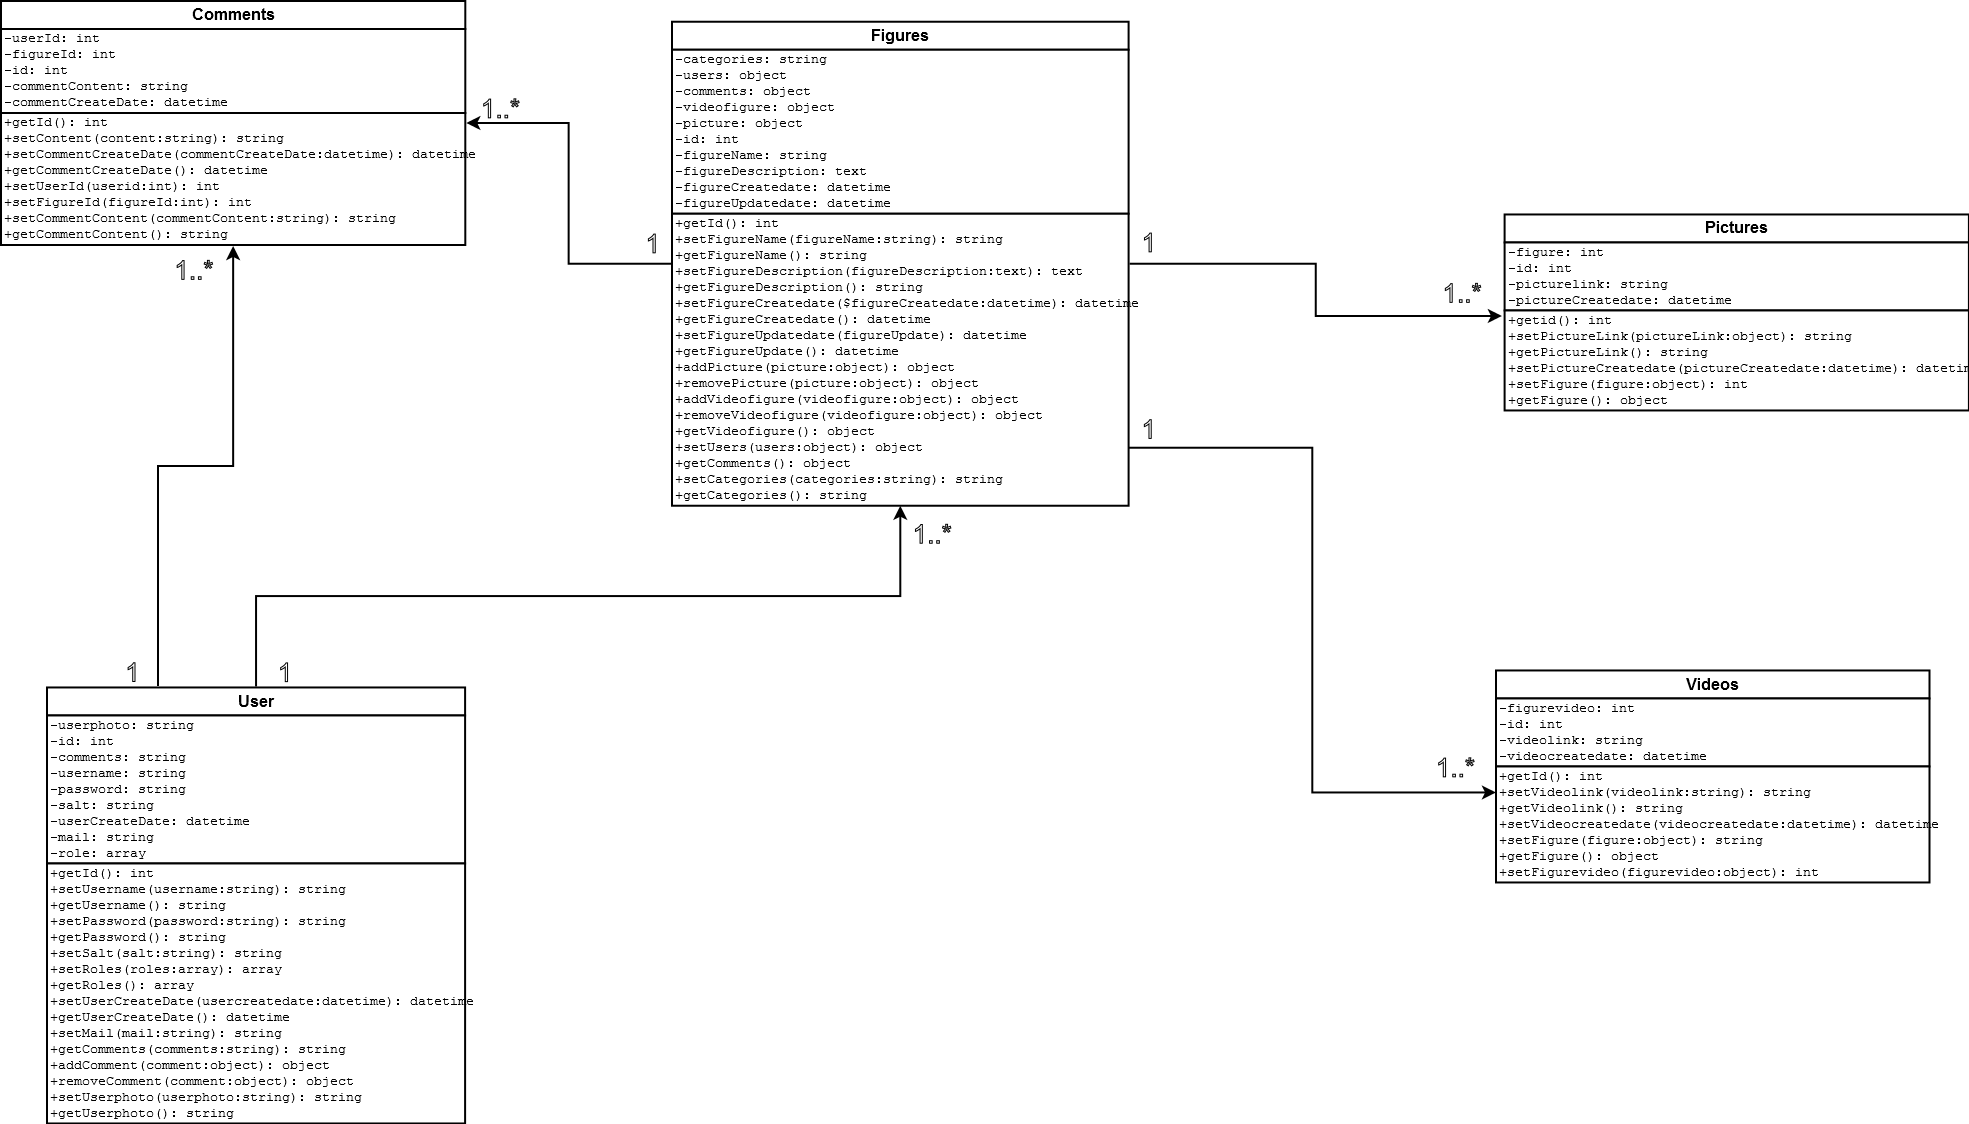 Comments
-userId: int
-figureId: int
-id: int
-commentContent: string
-commentCreateDate: datetime
+getId(): int
+setContent(content:string): string
+setCommentCreateDate(commentCreateDate:datetime): datetime
+getCommentCreateDate(): datetime
+setUserId(userid:int): int
+setFigureId(figureId:int): int
+setCommentContent(commentContent:string): string
+getCommentContent(): string
1..*
1..*
1
Figures
-categories: string
-users: object
-comments: object
-videofigure: object
-picture: object
-id: int
-figureName: string
-figureDescription: text
-figureCreatedate: datetime
-figureUpdatedate: datetime
+getId(): int
+setFigureName(figureName:string): string
+getFigureName(): string
+setFigureDescription(figureDescription:text): text
+getFigureDescription(): string
+setFigureCreatedate($figureCreatedate:datetime): datetime
+getFigureCreatedate(): datetime
+setFigureUpdatedate(figureUpdate): datetime
+getFigureUpdate(): datetime
+addPicture(picture:object): object
+removePicture(picture:object): object
+addVideofigure(videofigure:object): object
+removeVideofigure(videofigure:object): object
+getVideofigure(): object
+setUsers(users:object): object
+getComments(): object
+setCategories(categories:string): string
+getCategories(): string
1
1
1..*
1..*
Pictures
-figure: int
-id: int
-picturelink: string
-pictureCreatedate: datetime
+getid(): int
+setPictureLink(pictureLink:object): string
+getPictureLink(): string
+setPictureCreatedate(pictureCreatedate:datetime): datetim
+setFigure(figure:object): int
+getFigure(): object
1
1
User
-userphoto: string
-id: int
-comments: string
-username: string
-password: string
-salt: string
-userCreateDate: datetime
-mail: string
-role: array
+getId(): int
+setUsername(username:string): string
+getUsername(): string
+setPassword(password:string): string
+getPassword(): string
+setSalt(salt:string): string
+setRoles(roles:array): array
+getRoles(): array
+setUserCreateDate(usercreatedate:datetime): datetime
+getUserCreateDate(): datetime
+setMail(mail:string): string
+getComments(comments:string): string
+addComment(comment:object): object
+removeComment(comment:object): object
+setUserphoto(userphoto:string): string
+getUserphoto(): string
1..*
Videos
-figurevideo: int
-id: int
-videolink: string
-videocreatedate: datetime
+getId(): int
+setVideolink(videolink:string): string
+getVideolink(): string
+setVideocreatedate(videocreatedate:datetime): datetime
+setFigure(figure:object): string
+getFigure(): object
+setFigurevideo(figurevideo:object): int